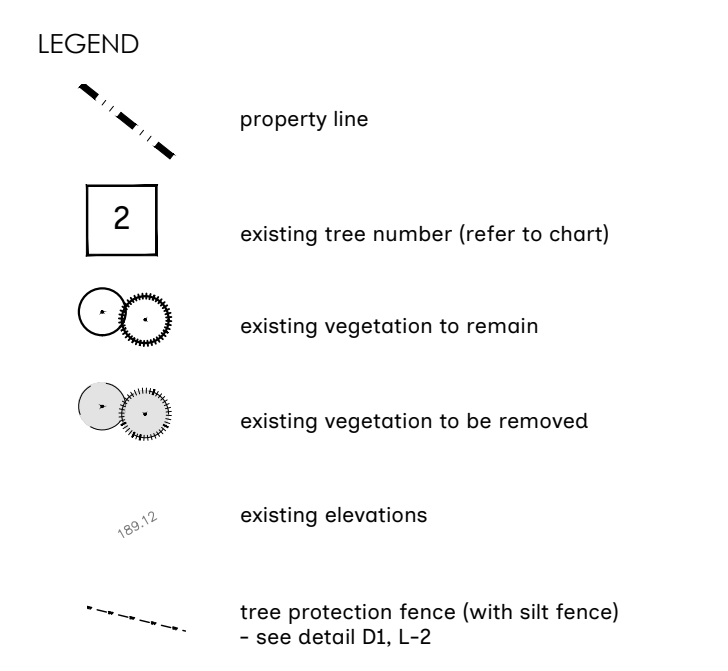 LEGEND
property line
2
existing tree number (refer to chart)
existing vegetation to remain
existing vegetation to be removed
189.12
existing elevations
tree protection fence (with silt fence)
- see detail D1, L-2